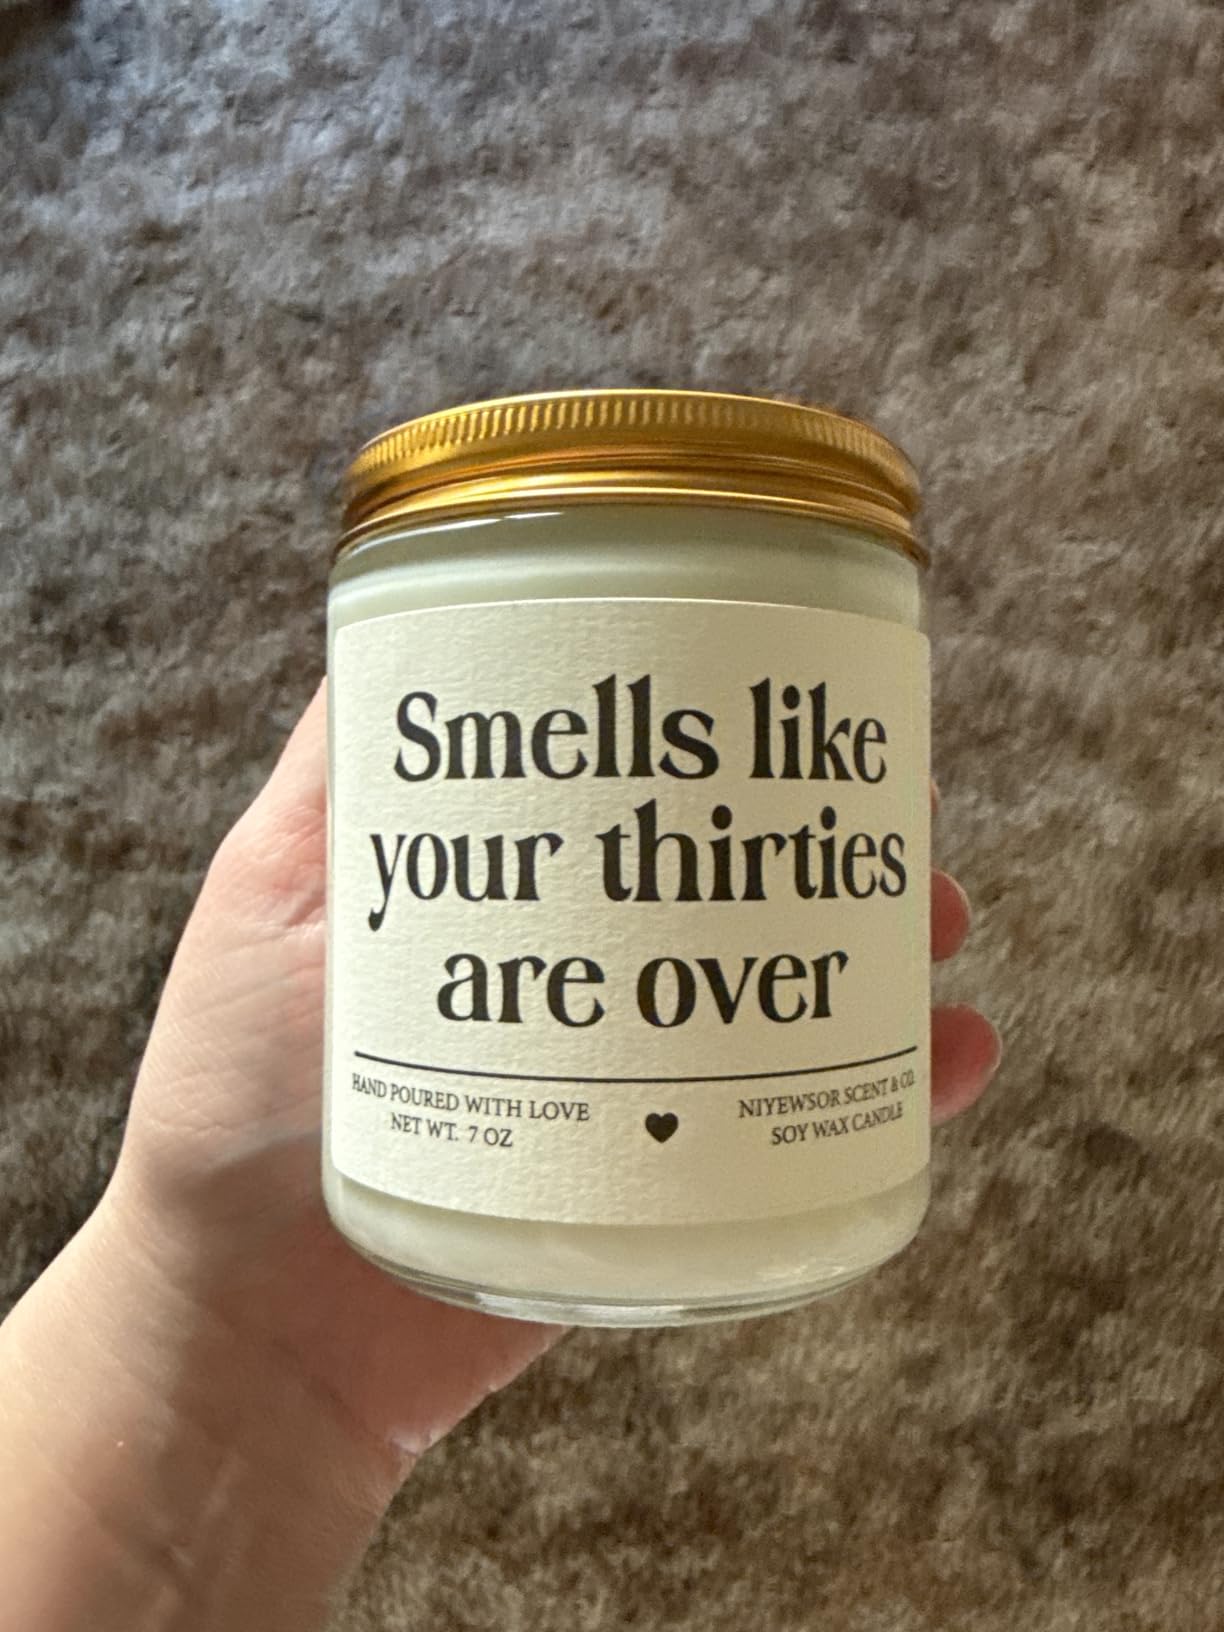 Smells like
your thirties
are over
HAND POURED WITH LOVE
NET WT. 7 OZ
NIYEWSOR SCENT & CO.
SOY WAX CANDLE